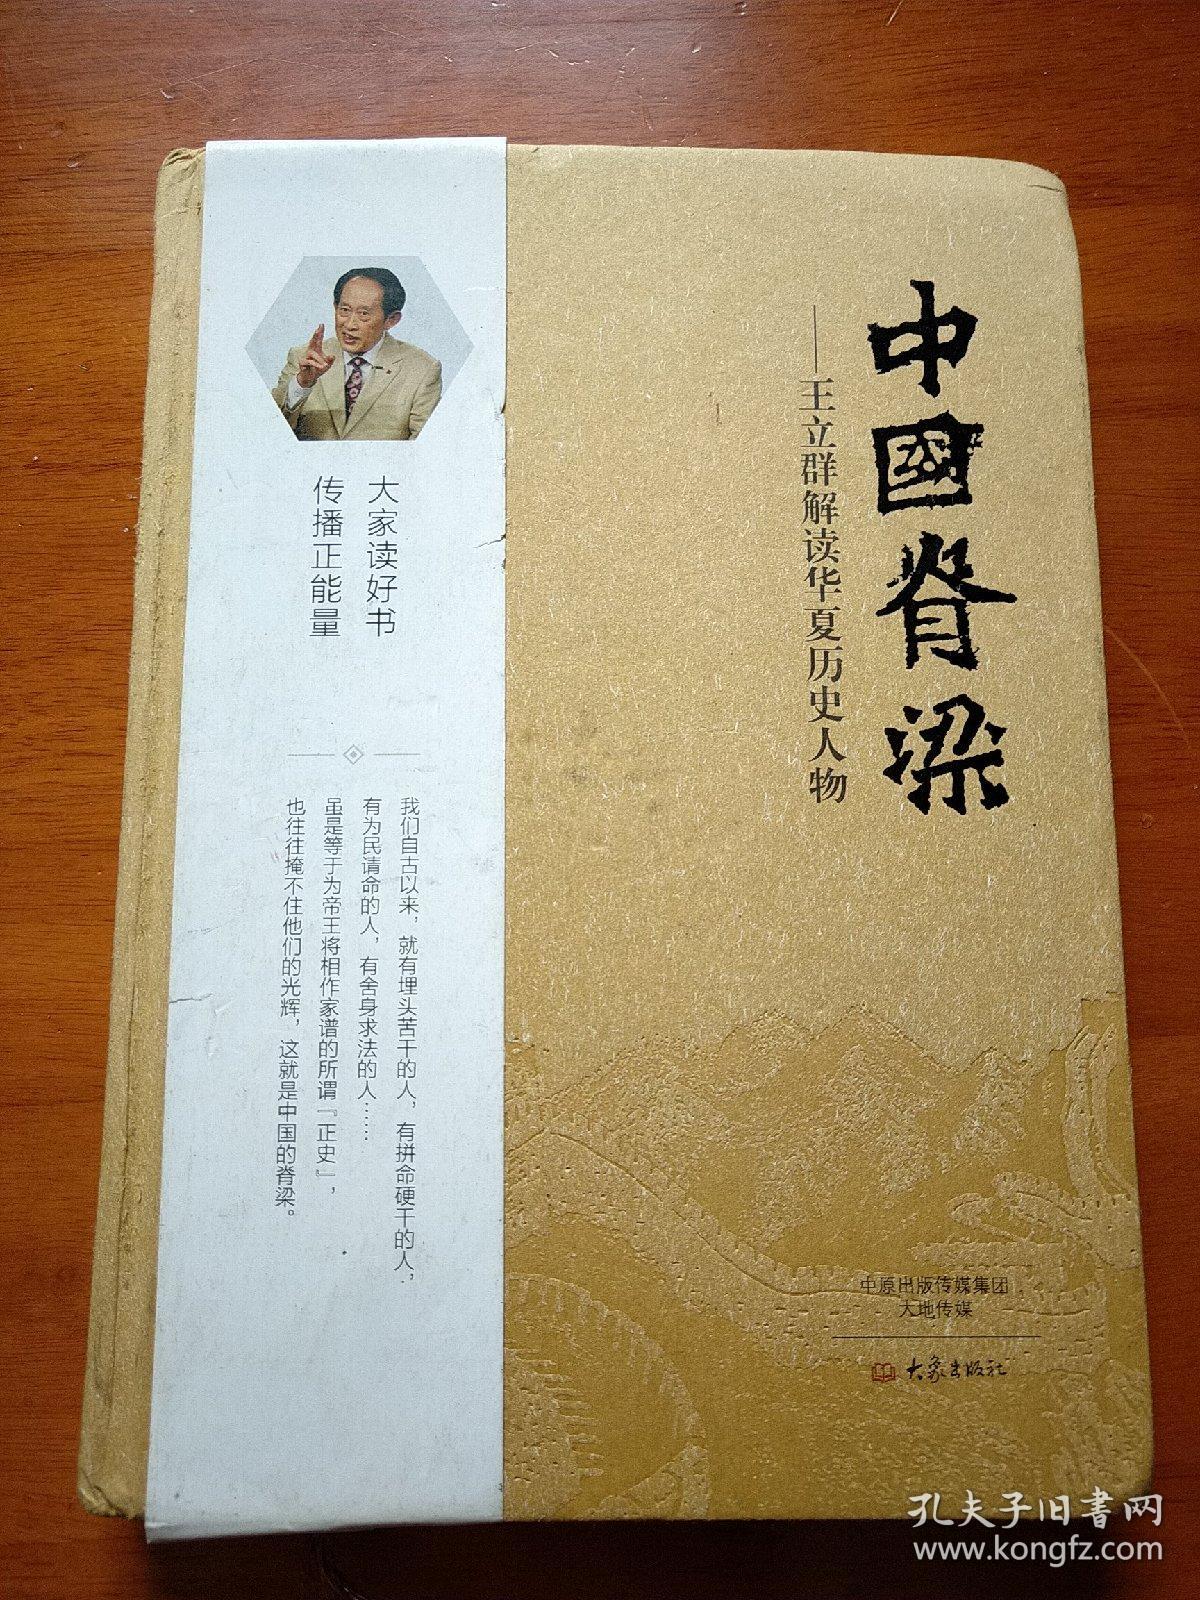 中國脊梁
——王立群解读华夏历史人物
大家读好书
传播正能量
我们自古以来，就有埋头苦干的人，有拼命硬干的人，
有为民请命的人，有舍身求法的人……
虽是等于为帝王将相作家谱的所谓「正史」，
也往往掩不住他们的光辉，这就是中国的脊梁。
中原出版传媒集团
大地传媒
大象出版社
孔夫子旧书网
www.kongfz.com